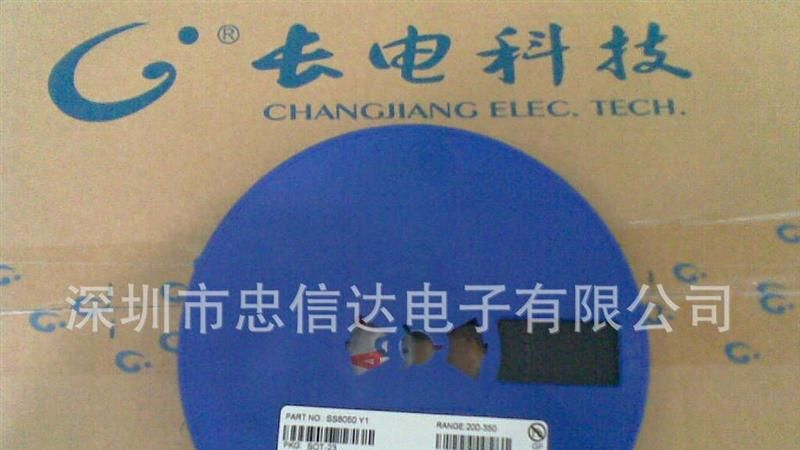 ® 长电科技
CHANGJIANG ELEC. TECH.
深圳市忠信达电子有限公司
PART NO.: SS8050 Y1
RANGE:200-350
PKG: SOT-23